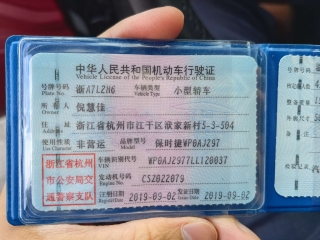 中华人民共和国机动车行驶证
Vehicle License of the People's Republic of China
号牌号码 Plate No. 浙A7LZH6 车辆类型 Vehicle Type 小型轿车
所有人 Owner 倪慧佳
住址 Address 浙江省杭州市江干区濮家新村5-3-504
使用性质 Use Character 非营运 品牌型号 Model 保时捷WP0AJ297
浙江省杭州市公安局交通警察支队
车辆识别代号 VIN WP0AJ2977LL120037
发动机号码 Engine No. CSZ022079
注册日期 2019-09-02 发证日期 2019-09-02